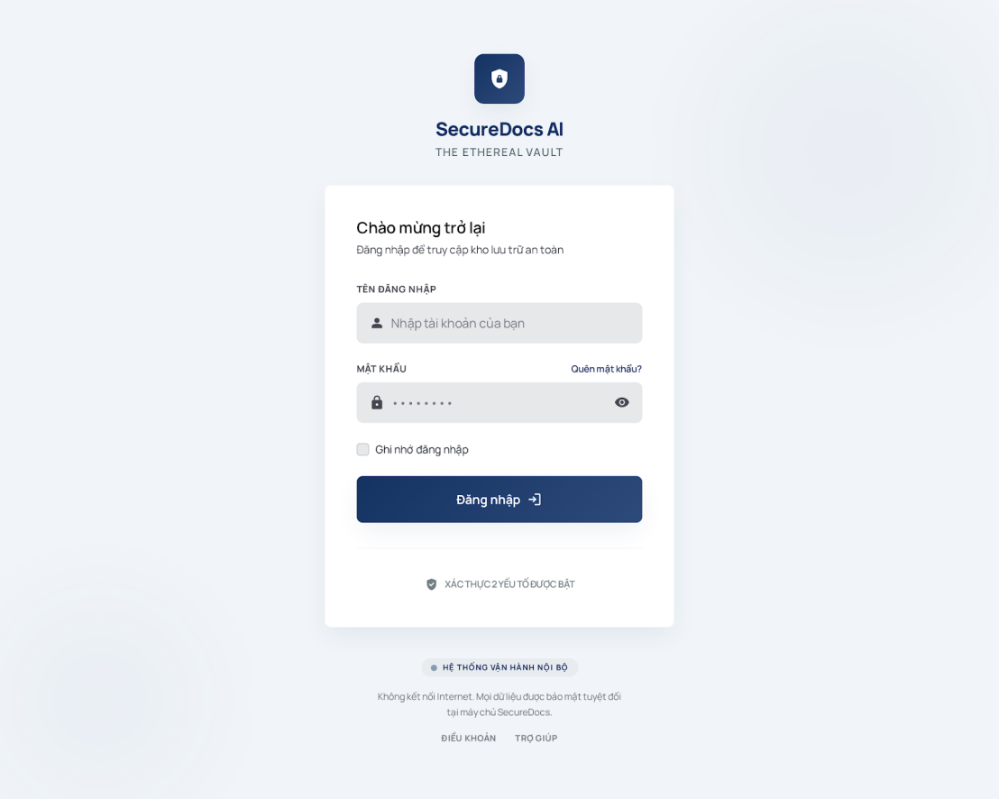 SecureDocs AI
THE ETHEREAL VAULT
Chào mừng trở lại
Đăng nhập để truy cập kho lưu trữ an toàn
TÊN ĐĂNG NHẬP
Nhập tài khoản của bạn
MẬT KHẨU
Quên mật khẩu?
Ghi nhớ đăng nhập
Đăng nhập
XÁC THỰC 2 YẾU TỐ ĐƯỢC BẬT
HỆ THỐNG VẬN HÀNH NỘI BỘ
Không kết nối Internet. Mọi dữ liệu được bảo mật tuyệt đối
tại máy chủ SecureDocs.
ĐIỀU KHOẢN TRỢ GIÚP